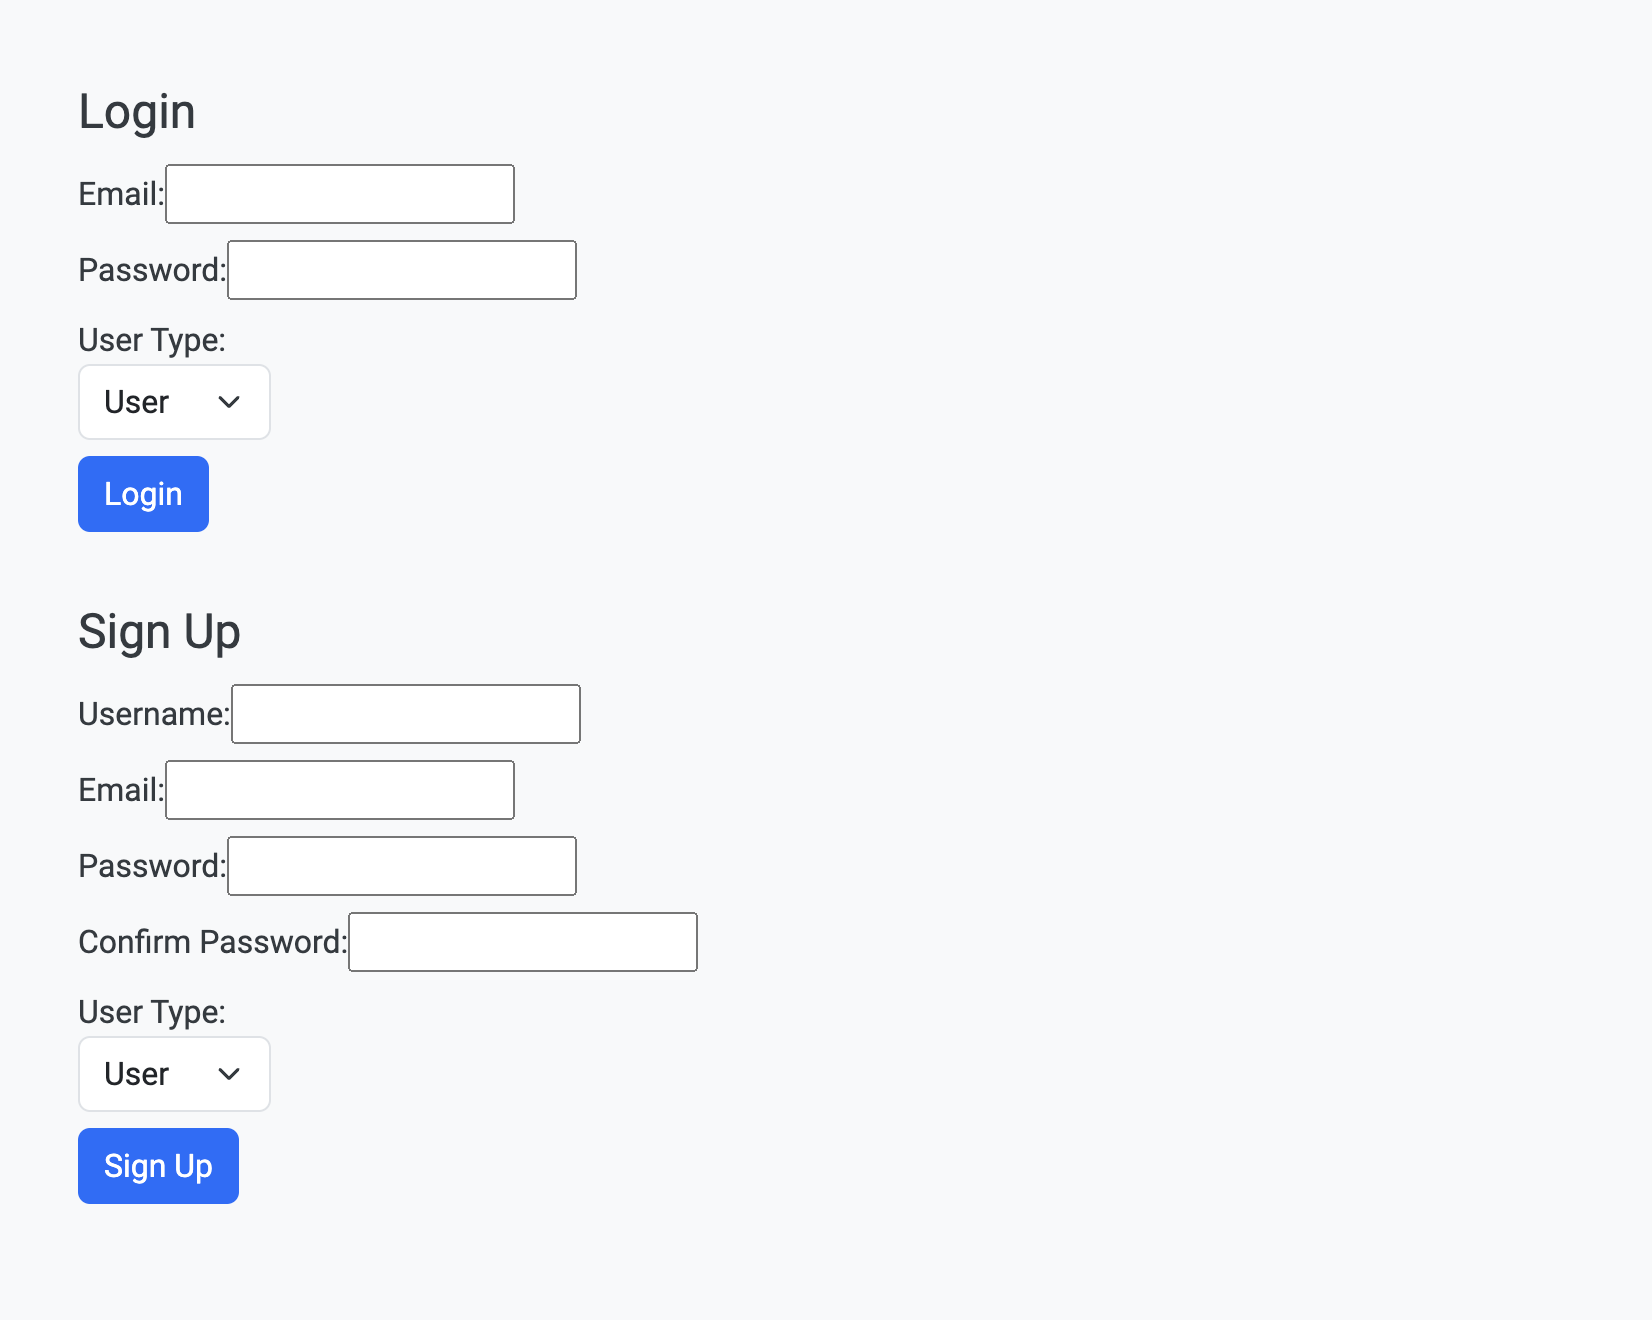 Login
Email:
Password:
User Type:
User
Login
Sign Up
Username:
Email:
Password:
Confirm Password:
User Type:
User
Sign Up